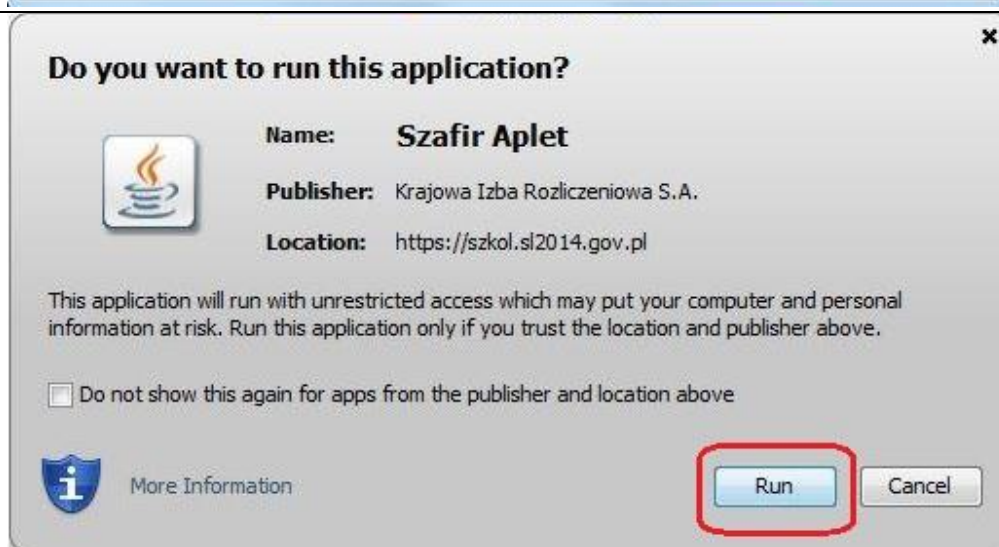 Do you want to run this application?
Name: Szafir Aplet
Publisher: Krajowa Izba Rozliczeniowa S.A.
Location: https://szkol.sl2014.gov.pl
This application will run with unrestricted access which may put your computer and personal
information at risk. Run this application only if you trust the location and publisher above.
Do not show this again for apps from the publisher and location above
More Information
Run Cancel